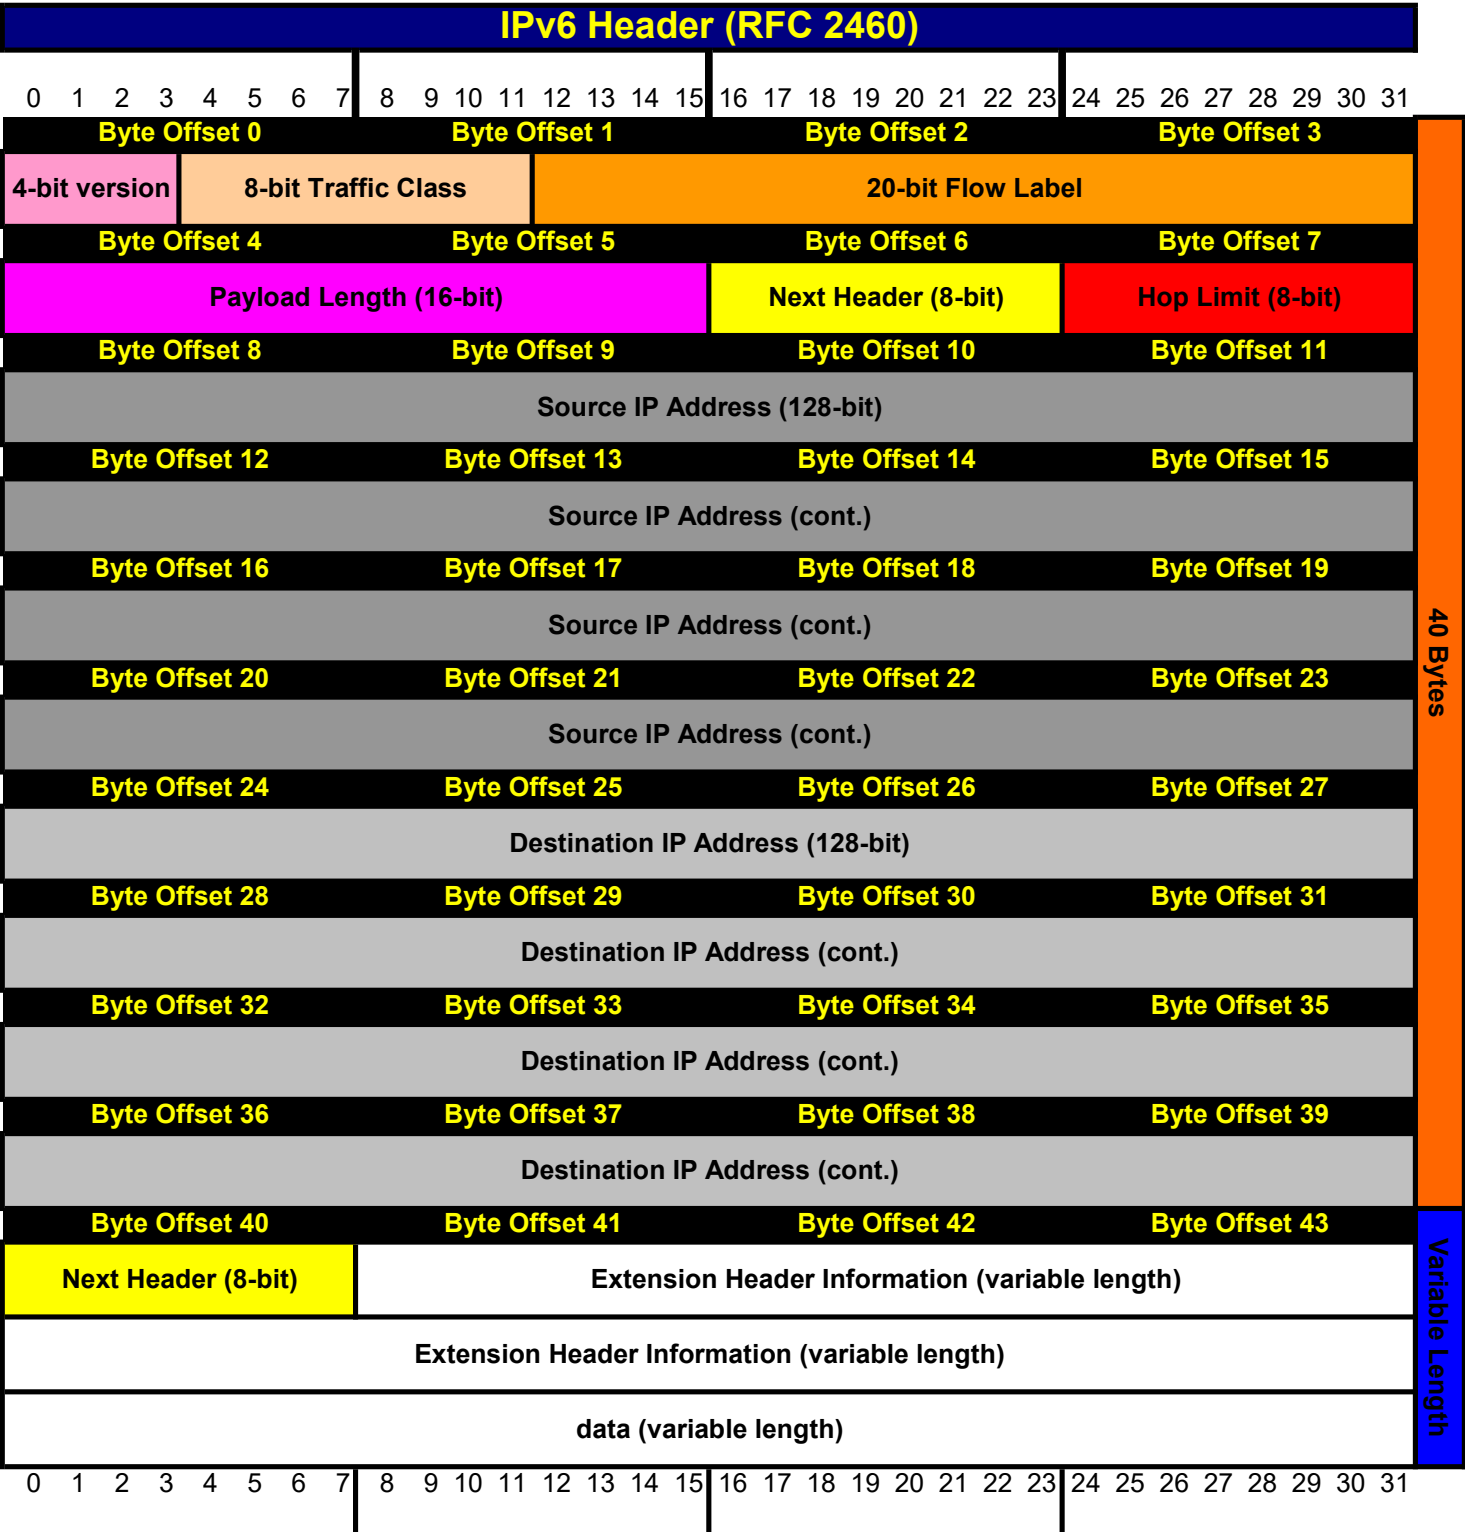 IPv6 Header (RFC 2460)
0 1 2 3 4 5 6 7 8 9 10 11 12 13 14 15 16 17 18 19 20 21 22 23 24 25 26 27 28 29 30 31
Byte Offset 0 Byte Offset 1 Byte Offset 2 Byte Offset 3
4-bit version 8-bit Traffic Class 20-bit Flow Label
Byte Offset 4 Byte Offset 5 Byte Offset 6 Byte Offset 7
Payload Length (16-bit) Next Header (8-bit) Hop Limit (8-bit)
Byte Offset 8 Byte Offset 9 Byte Offset 10 Byte Offset 11
Source IP Address (128-bit)
Byte Offset 12 Byte Offset 13 Byte Offset 14 Byte Offset 15
Source IP Address (cont.)
Byte Offset 16 Byte Offset 17 Byte Offset 18 Byte Offset 19
Source IP Address (cont.)
Byte Offset 20 Byte Offset 21 Byte Offset 22 Byte Offset 23
Source IP Address (cont.)
Byte Offset 24 Byte Offset 25 Byte Offset 26 Byte Offset 27
Destination IP Address (128-bit)
Byte Offset 28 Byte Offset 29 Byte Offset 30 Byte Offset 31
Destination IP Address (cont.)
Byte Offset 32 Byte Offset 33 Byte Offset 34 Byte Offset 35
Destination IP Address (cont.)
Byte Offset 36 Byte Offset 37 Byte Offset 38 Byte Offset 39
Destination IP Address (cont.)
40 Bytes
Byte Offset 40 Byte Offset 41 Byte Offset 42 Byte Offset 43
Next Header (8-bit) Extension Header Information (variable length)
Extension Header Information (variable length)
data (variable length)
Variable Length
0 1 2 3 4 5 6 7 8 9 10 11 12 13 14 15 16 17 18 19 20 21 22 23 24 25 26 27 28 29 30 31